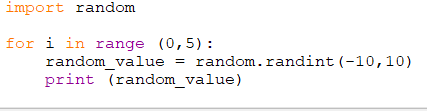 import random
for i in range (0,5):
    random_value = random.randint(-10,10)
    print (random_value)